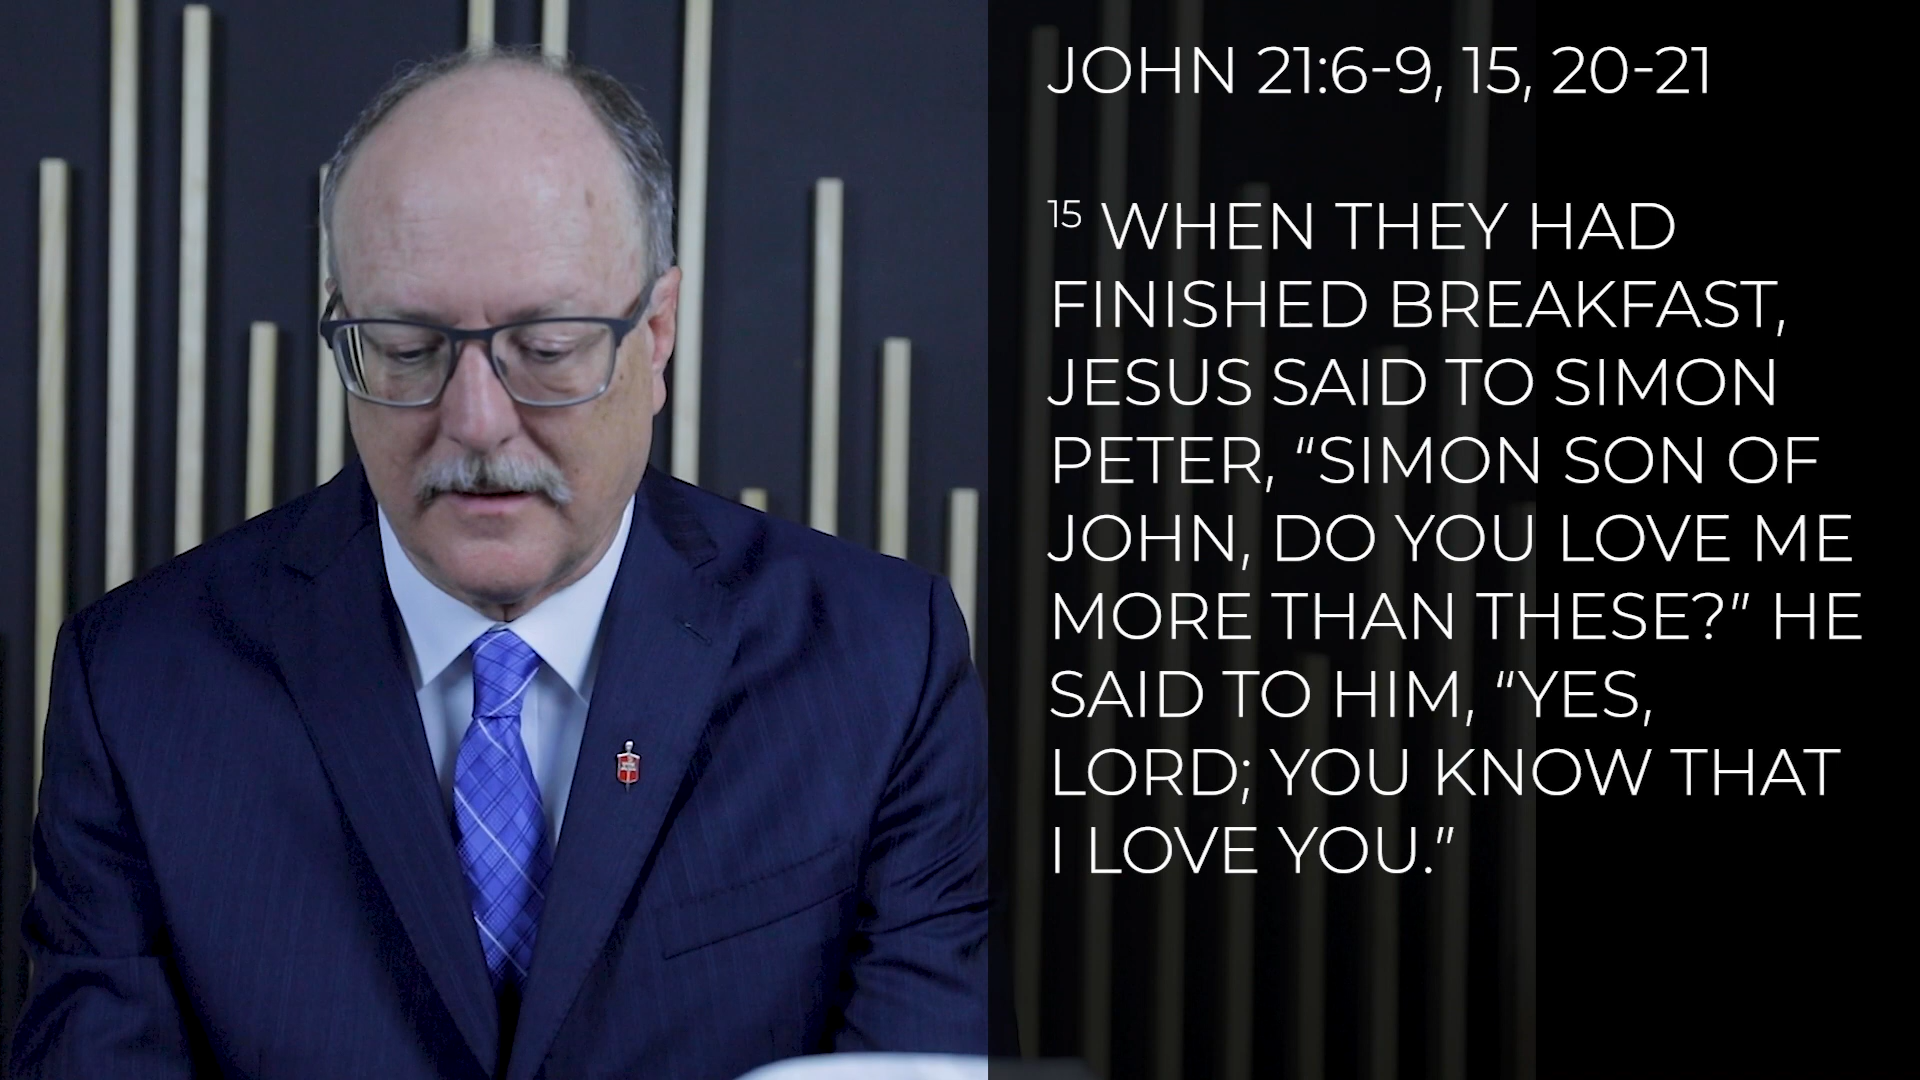 JOHN 21:6-9, 15, 20-21
15 WHEN THEY HAD
FINISHED BREAKFAST,
JESUS SAID TO SIMON
PETER, “SIMON SON OF
JOHN, DO YOU LOVE ME
MORE THAN THESE?” HE
SAID TO HIM, “YES,
LORD; YOU KNOW THAT
I LOVE YOU.”